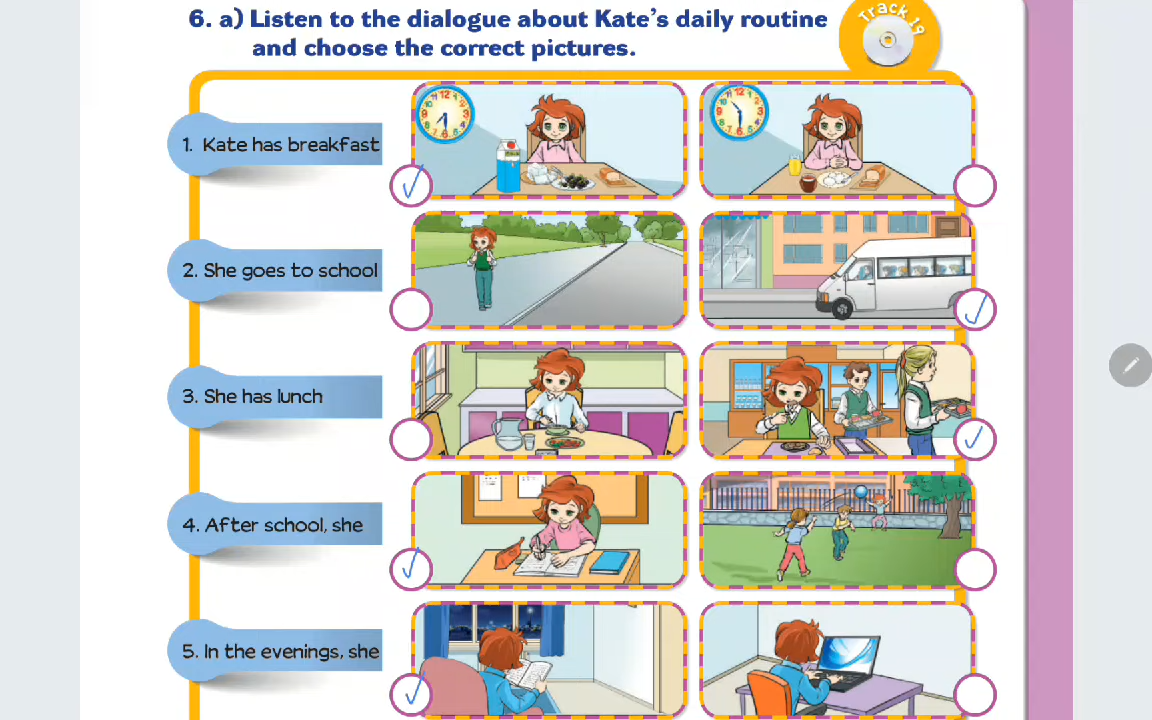 6. a) Listen to the dialogue about Kate's daily routine
and choose the correct pictures.
Track 19
1. Kate has breakfast
2. She goes to school
3. She has lunch
4. After school, she
5. In the evenings, she